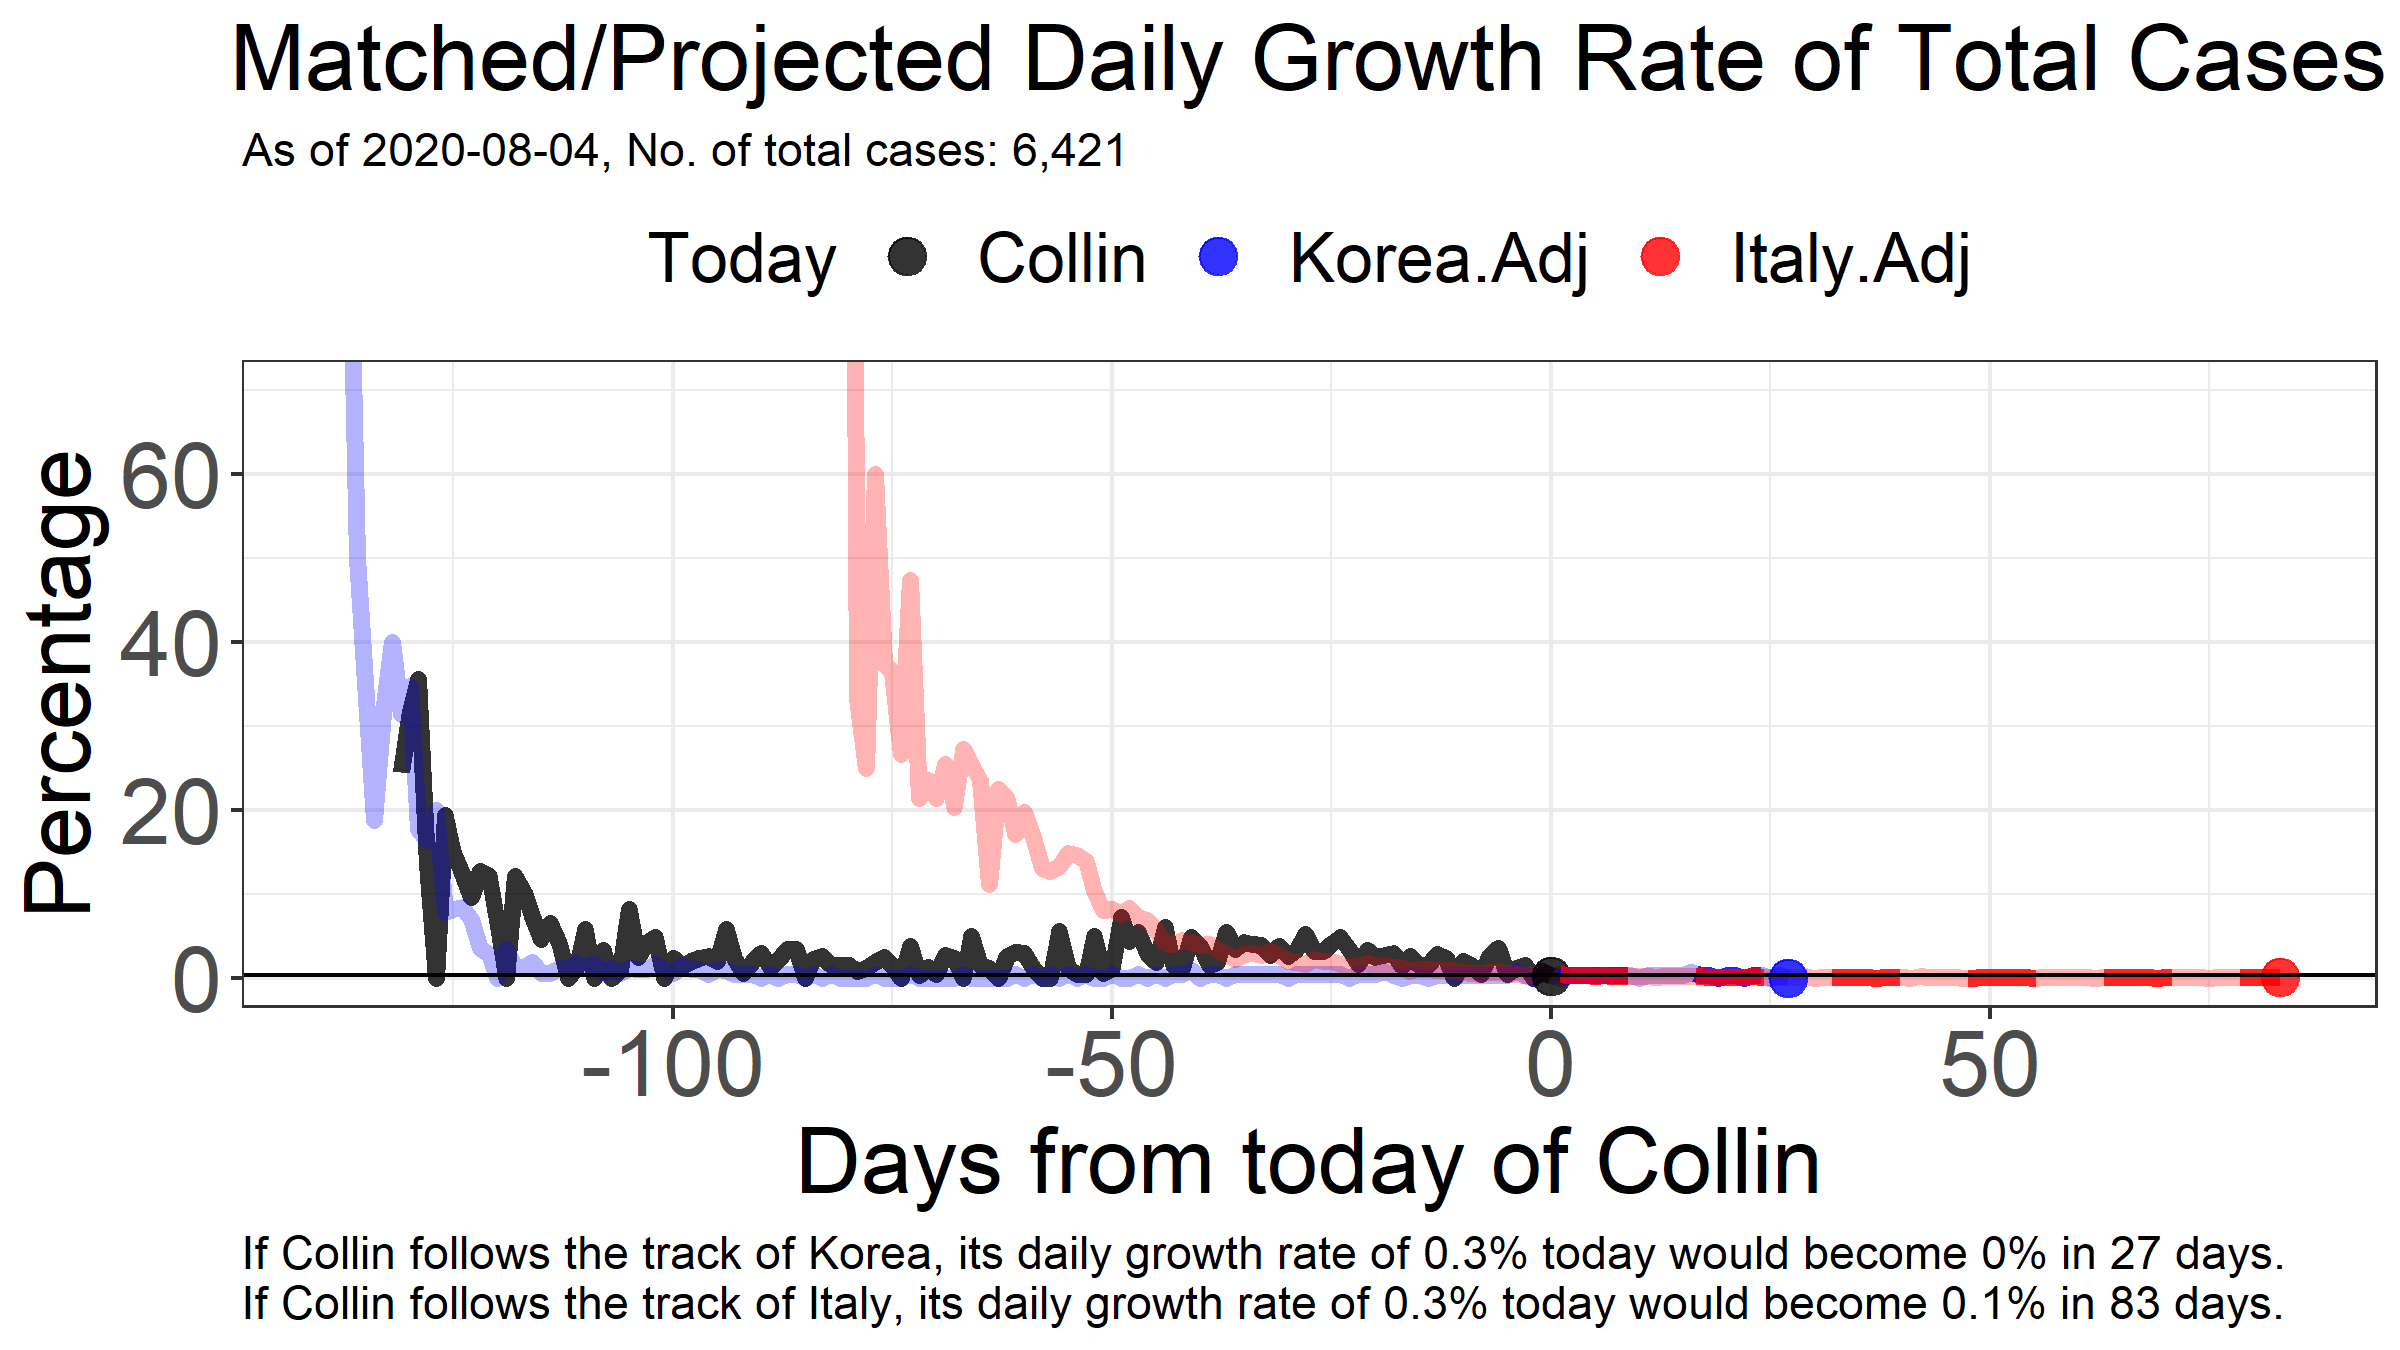 Matched/Projected Daily Growth Rate of Total Cases
As of 2020-08-04, No. of total cases: 6,421
Today Collin Korea.Adj Italy.Adj
Percentage
60
40
20
0
-100 -50 0 50
Days from today of Collin
If Collin follows the track of Korea, its daily growth rate of 0.3% today would become 0% in 27 days.
If Collin follows the track of Italy, its daily growth rate of 0.3% today would become 0.1% in 83 days.